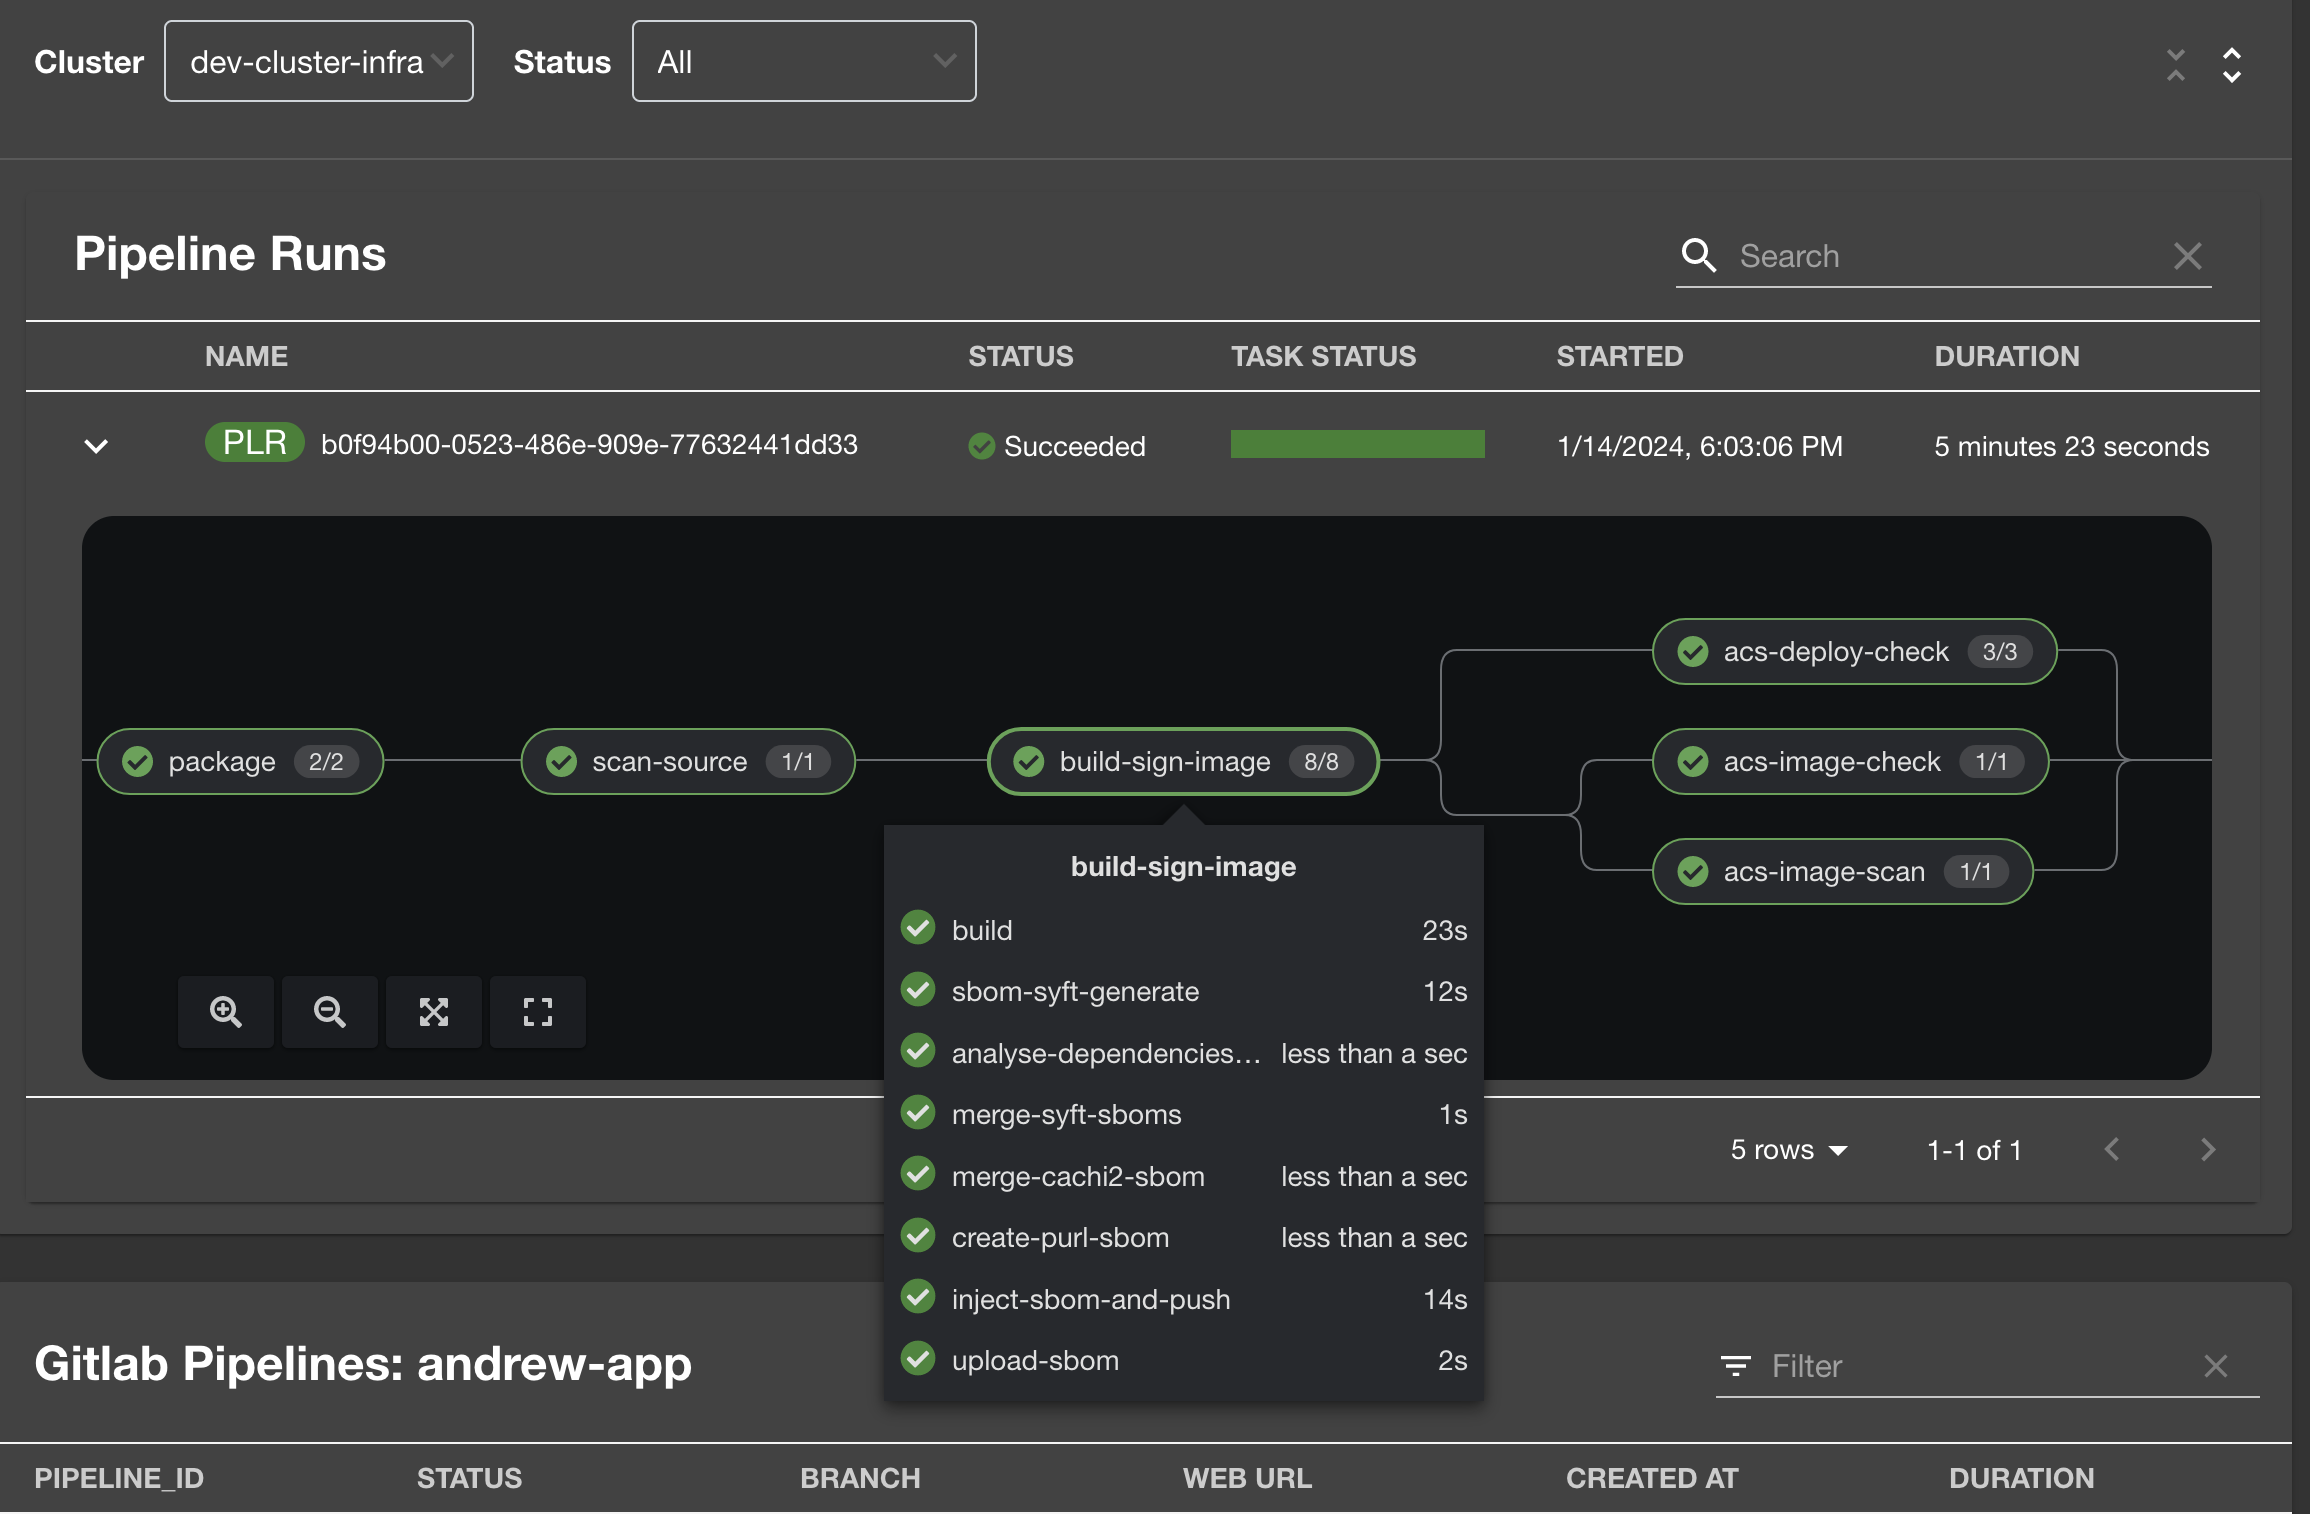 Cluster dev-cluster-infra Status All
Pipeline Runs
Search
NAME STATUS TASK STATUS STARTED DURATION
PLR b0f94b00-0523-486e-909e-77632441dd33 Succeeded 1/14/2024, 6:03:06 PM 5 minutes 23 seconds
package 2/2
scan-source 1/1
build-sign-image 8/8
acs-deploy-check 3/3
acs-image-check 1/1
acs-image-scan 1/1
build-sign-image
build 23s
sbom-syft-generate 12s
analyse-dependencies… less than a sec
merge-syft-sboms 1s
merge-cachi2-sbom less than a sec
create-purl-sbom less than a sec
inject-sbom-and-push 14s
upload-sbom 2s
5 rows 1-1 of 1
Gitlab Pipelines: andrew-app
Filter
PIPELINE_ID STATUS BRANCH WEB URL CREATED AT DURATION